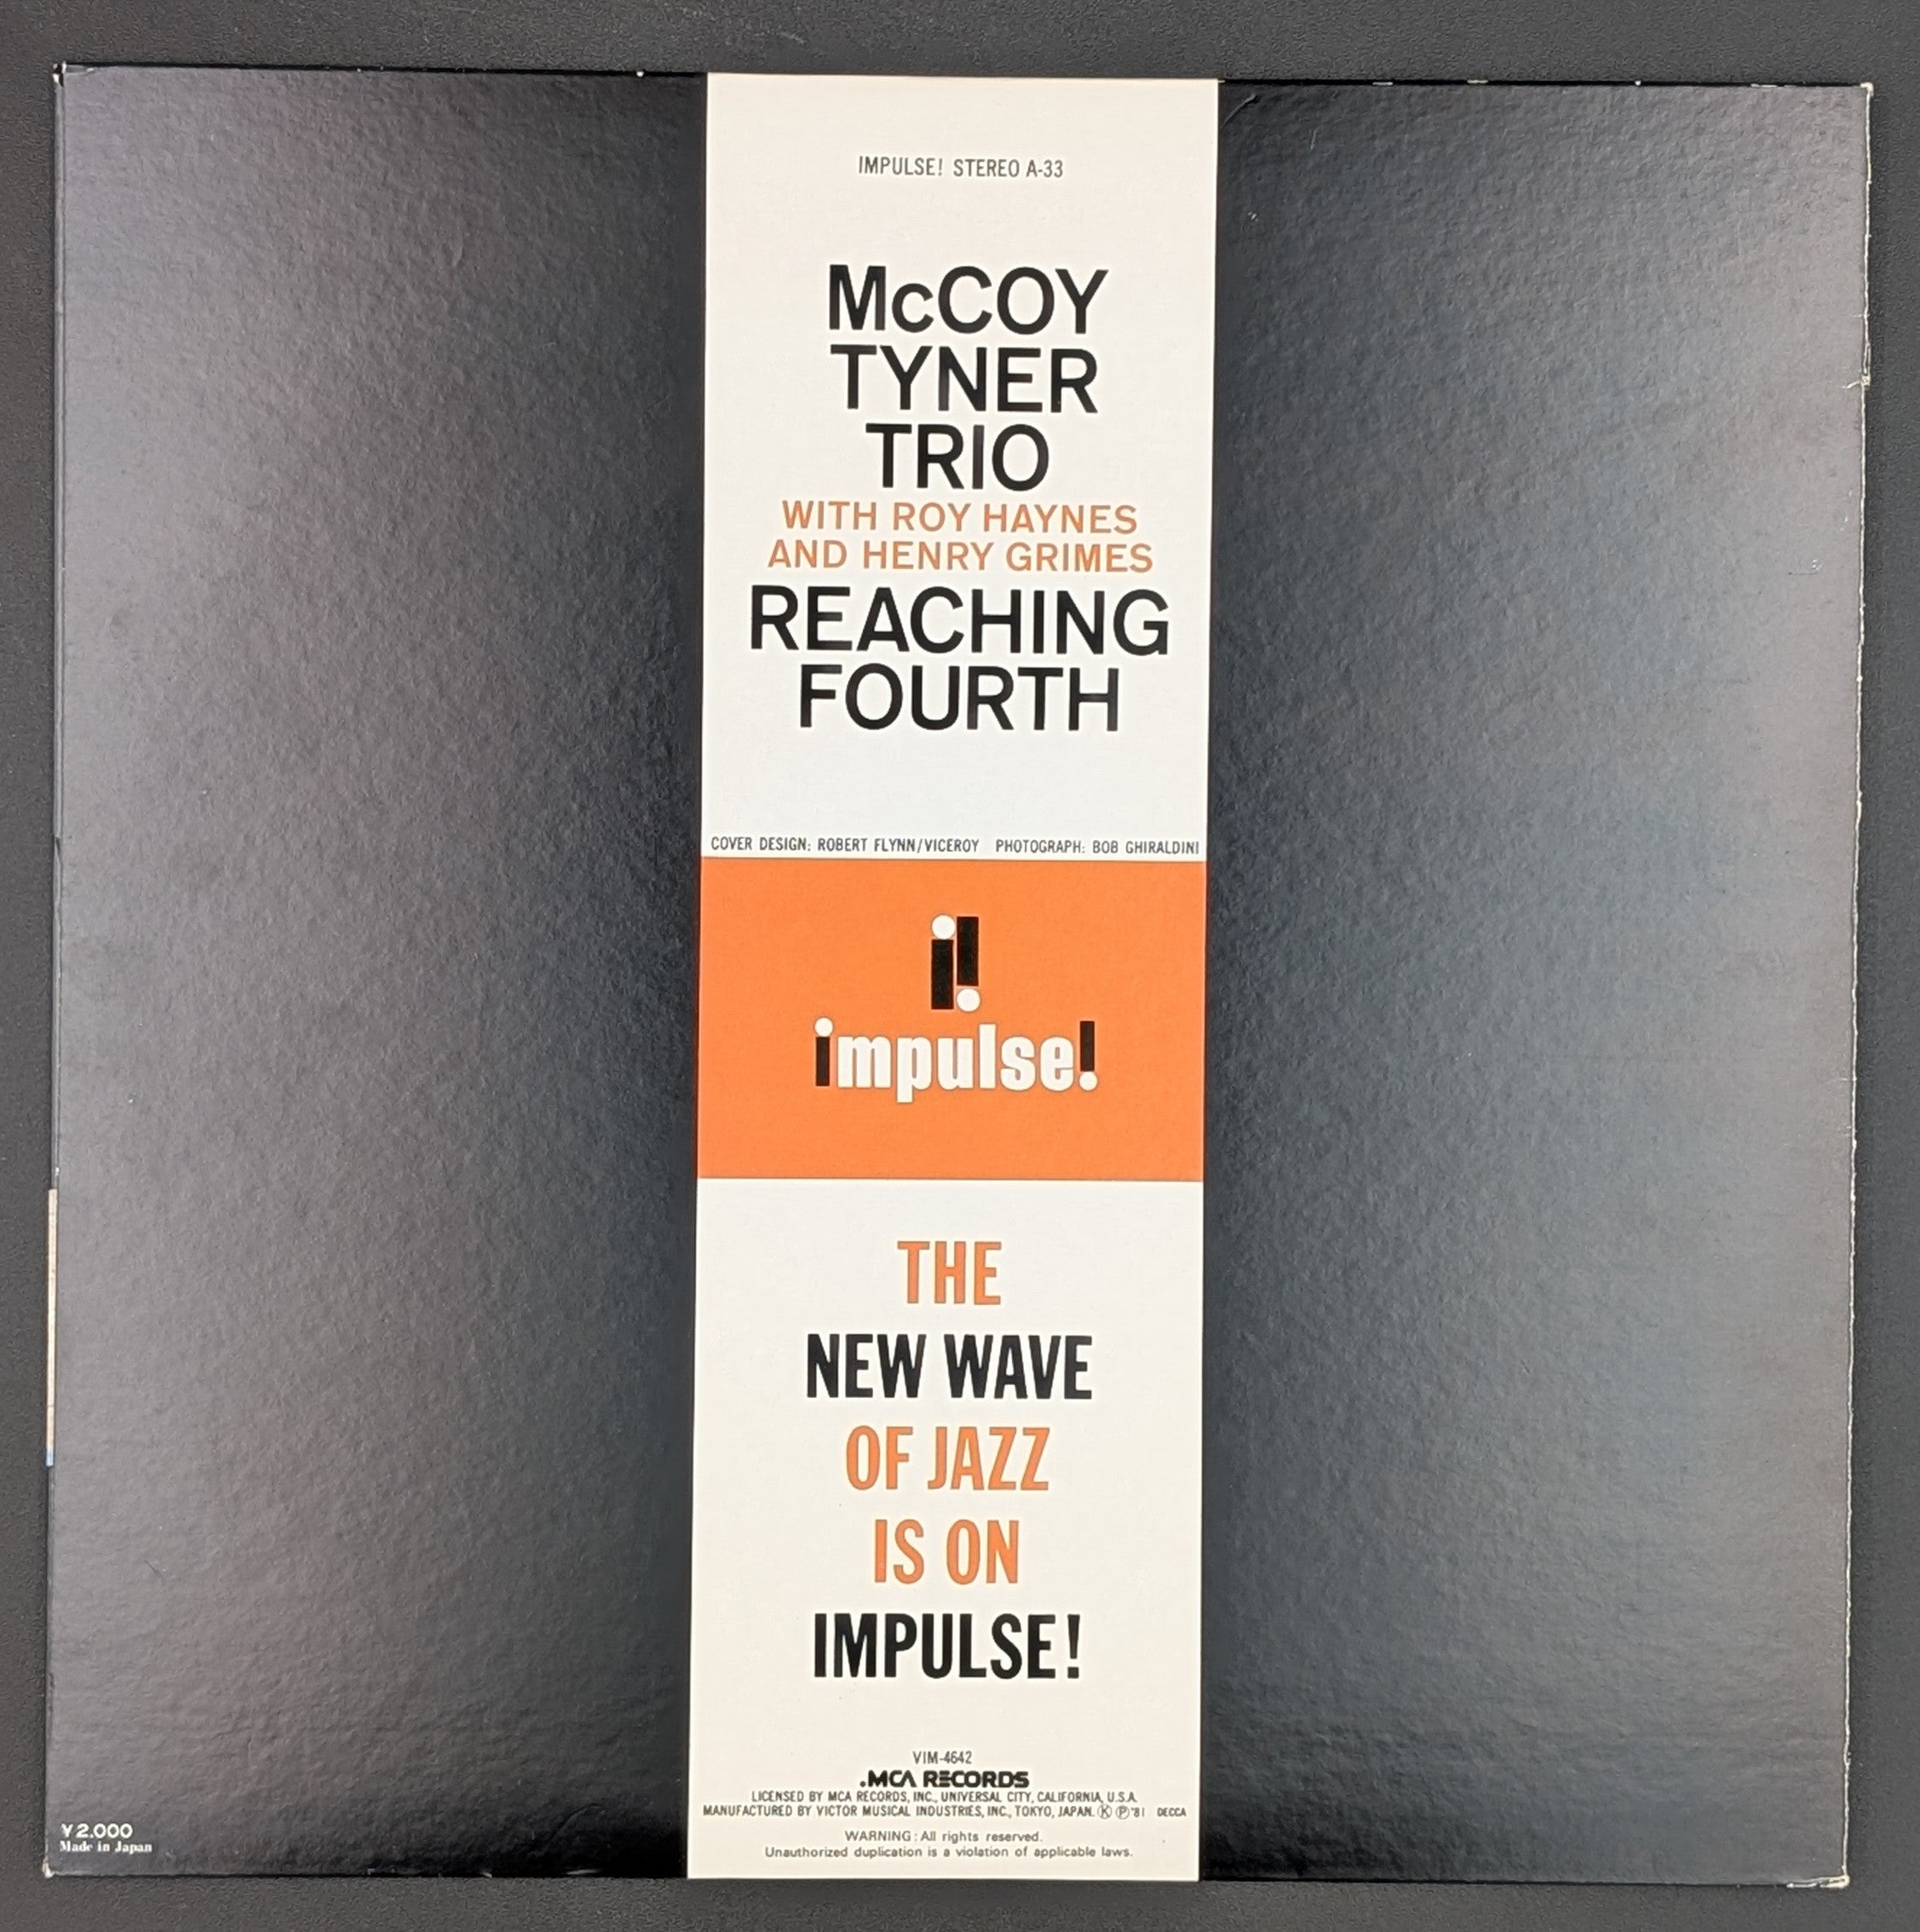 IMPULSE! STEREO A-33
McCOY
TYNER
TRIO
WITH ROY HAYNES
AND HENRY GRIMES
REACHING
FOURTH
COVER DESIGN: ROBERT FLYNN/VICEROY PHOTOGRAPH: BOB GHIRALDINI
i!
impulse!
THE
NEW WAVE
OF JAZZ
IS ON
IMPULSE!
VIM-4642
.MCA RECORDS
LICENSED BY MCA RECORDS, INC., UNIVERSAL CITY, CALIFORNIA, U.S.A.
MANUFACTURED BY VICTOR MUSICAL INDUSTRIES, INC., TOKYO, JAPAN. Ⓚ Ⓟ '81 DECCA
WARNING: All rights reserved.
Unauthorized duplication is a violation of applicable laws.
¥2.000
Made in Japan